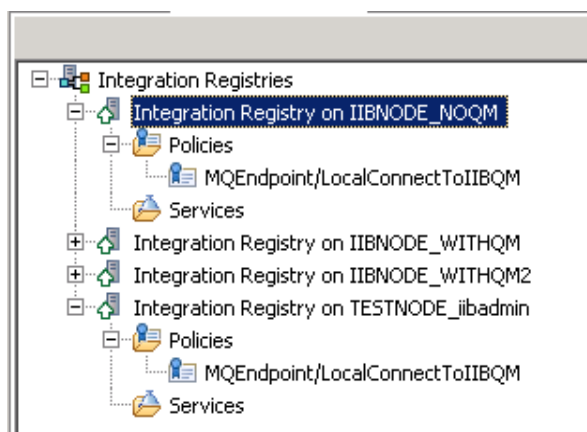 Integration Registries
Integration Registry on IIBNODE_NOQM
Policies
MQEndpoint/LocalConnectToIIBQM
Services
Integration Registry on IIBNODE_WITHQM
Integration Registry on IIBNODE_WITHQM2
Integration Registry on TESTNODE_iibadmin
Policies
MQEndpoint/LocalConnectToIIBQM
Services